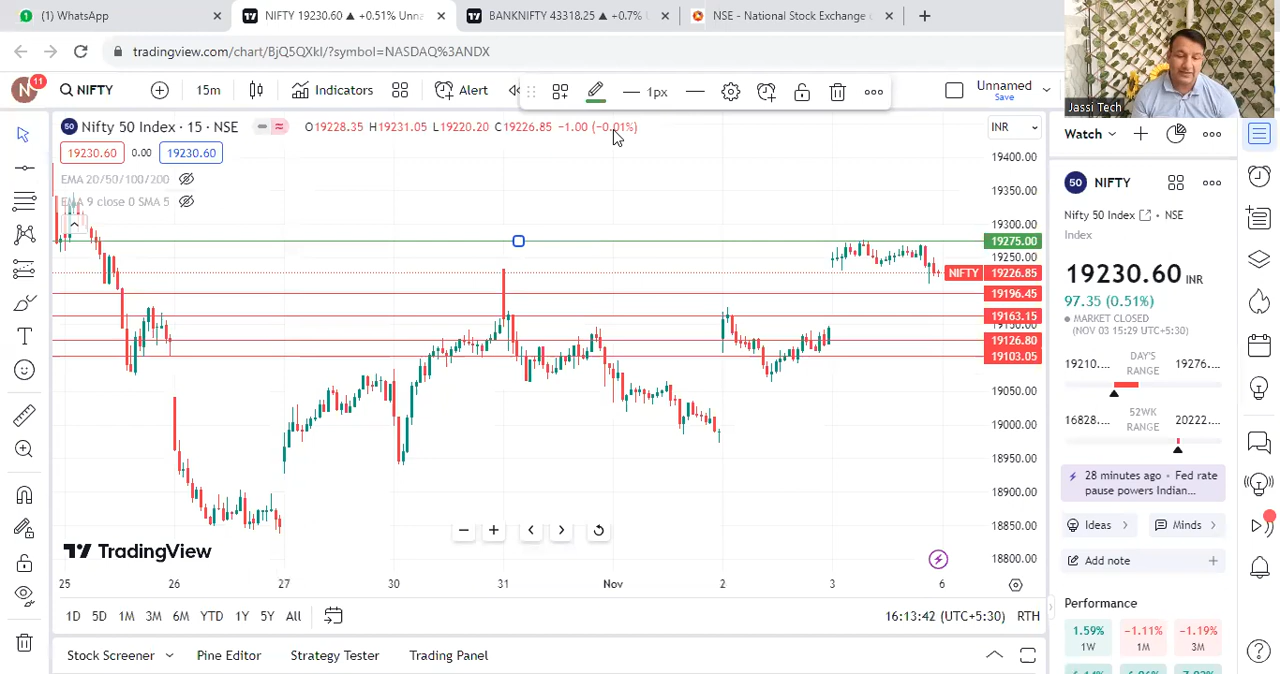 (1) WhatsApp
NIFTY 19230.60 ▲ +0.51% Unna
BANKNIFTY 43318.25 ▲ +0.7% U
NSE - National Stock Exchange
tradingview.com/chart/BjQ5QXkI/?symbol=NASDAQ%3ANDX
N 11
NIFTY
15m
Indicators
Alert
1px
Unnamed
Save
Jassi Tech
Nifty 50 Index · 15 · NSE
O19228.35 H19231.05 L19220.20 C19226.85 −1.00 (−0.01%)
INR
19230.60 0.00 19230.60
EMA 20/50/100/200
EMA 9 close 0 SMA 5
19400.00
19350.00
19300.00
19275.00
19250.00
NIFTY 19226.85
19196.45
19163.15
19126.80
19103.05
19050.00
19000.00
18950.00
18900.00
18850.00
18800.00
TradingView
25 26 27 30 31 Nov 2 3 6
1D 5D 1M 3M 6M YTD 1Y 5Y All
16:13:42 (UTC+5:30) RTH
Stock Screener Pine Editor Strategy Tester Trading Panel
Watch
50 NIFTY
Nifty 50 Index · NSE
Index
19230.60 INR
97.35 (0.51%)
MARKET CLOSED
(NOV 03 15:29 UTC+5:30)
19210.... DAY'S RANGE 19276....
16828.... 52WK RANGE 20222....
28 minutes ago · Fed rate
pause powers Indian...
Ideas Minds
Add note
Performance
1.59% −1.11% −1.19%
1W 1M 3M